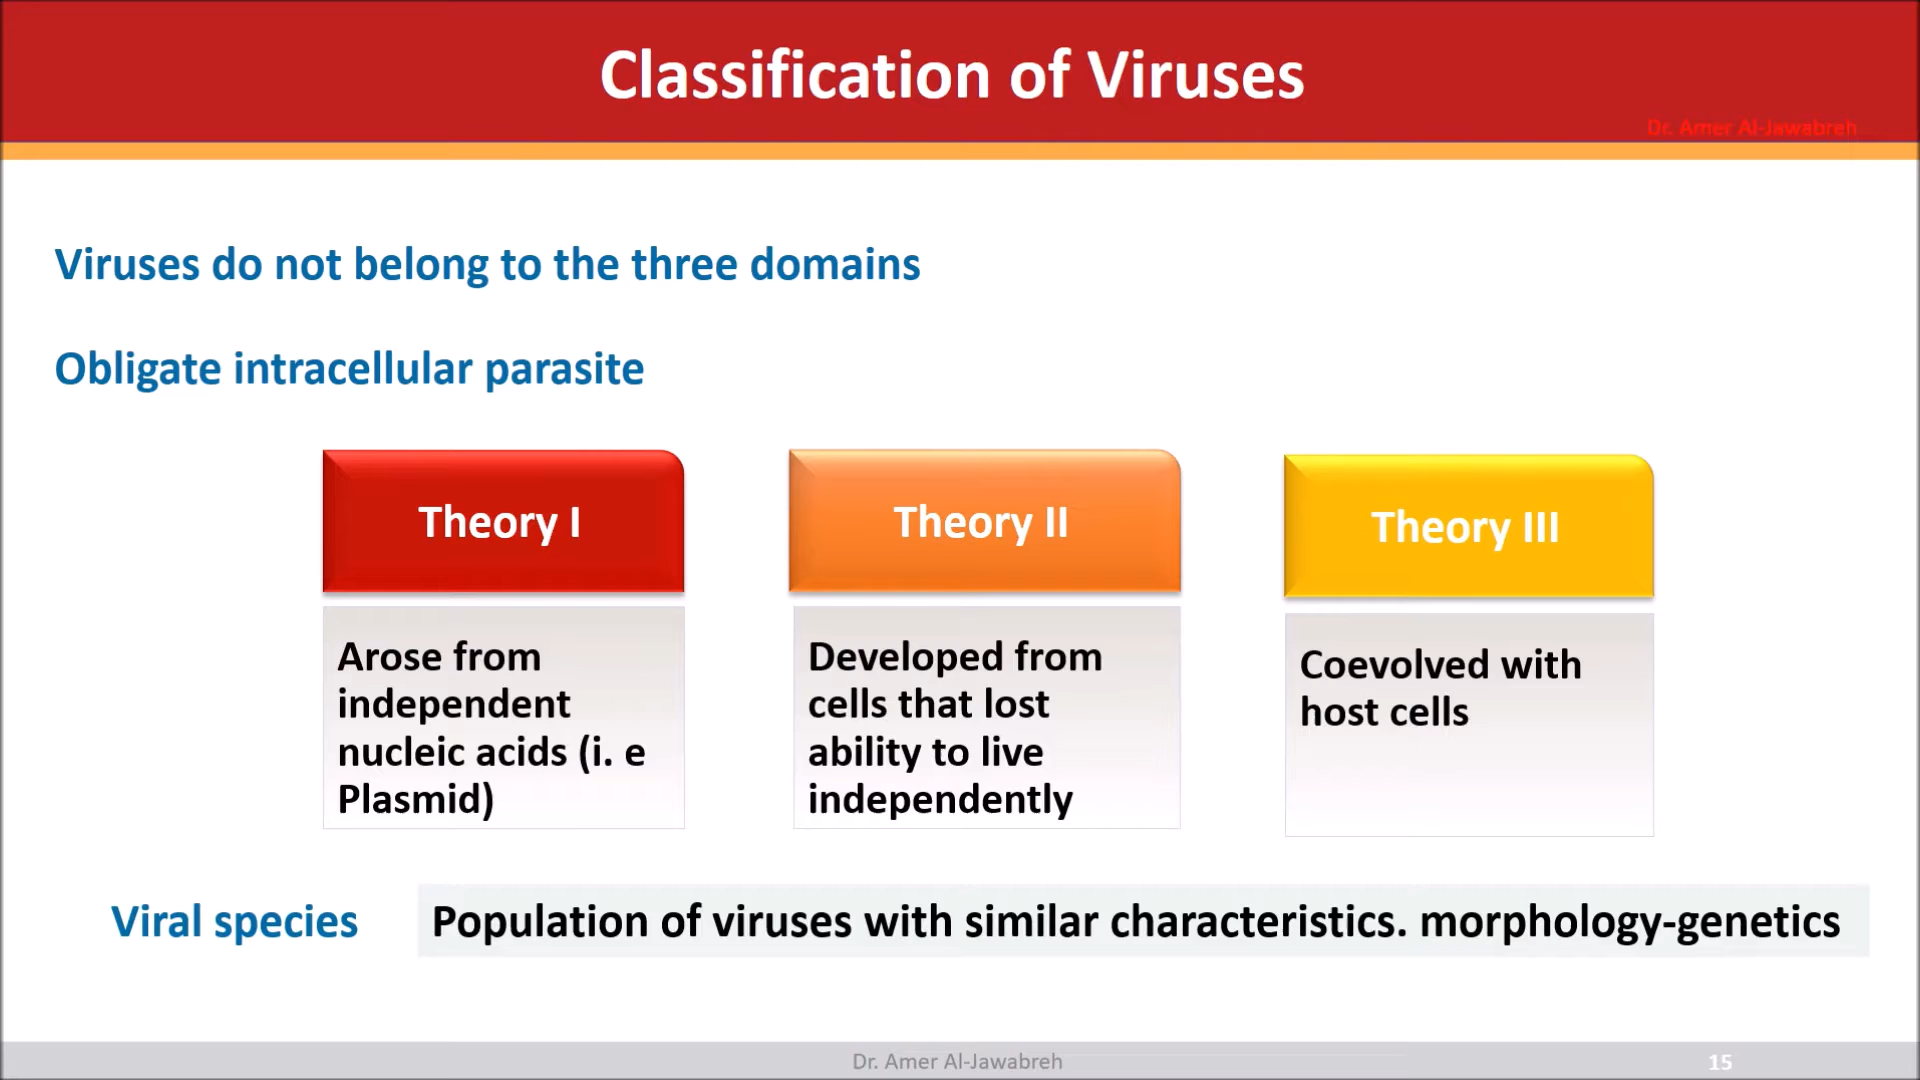 Classification of Viruses
Dr. Amer Al-Jawabreh
Viruses do not belong to the three domains
Obligate intracellular parasite
Theory I
Arose from
independent
nucleic acids (i. e
Plasmid)
Theory II
Developed from
cells that lost
ability to live
independently
Theory III
Coevolved with
host cells
Viral species
Population of viruses with similar characteristics. morphology-genetics
Dr. Amer Al-Jawabreh
15